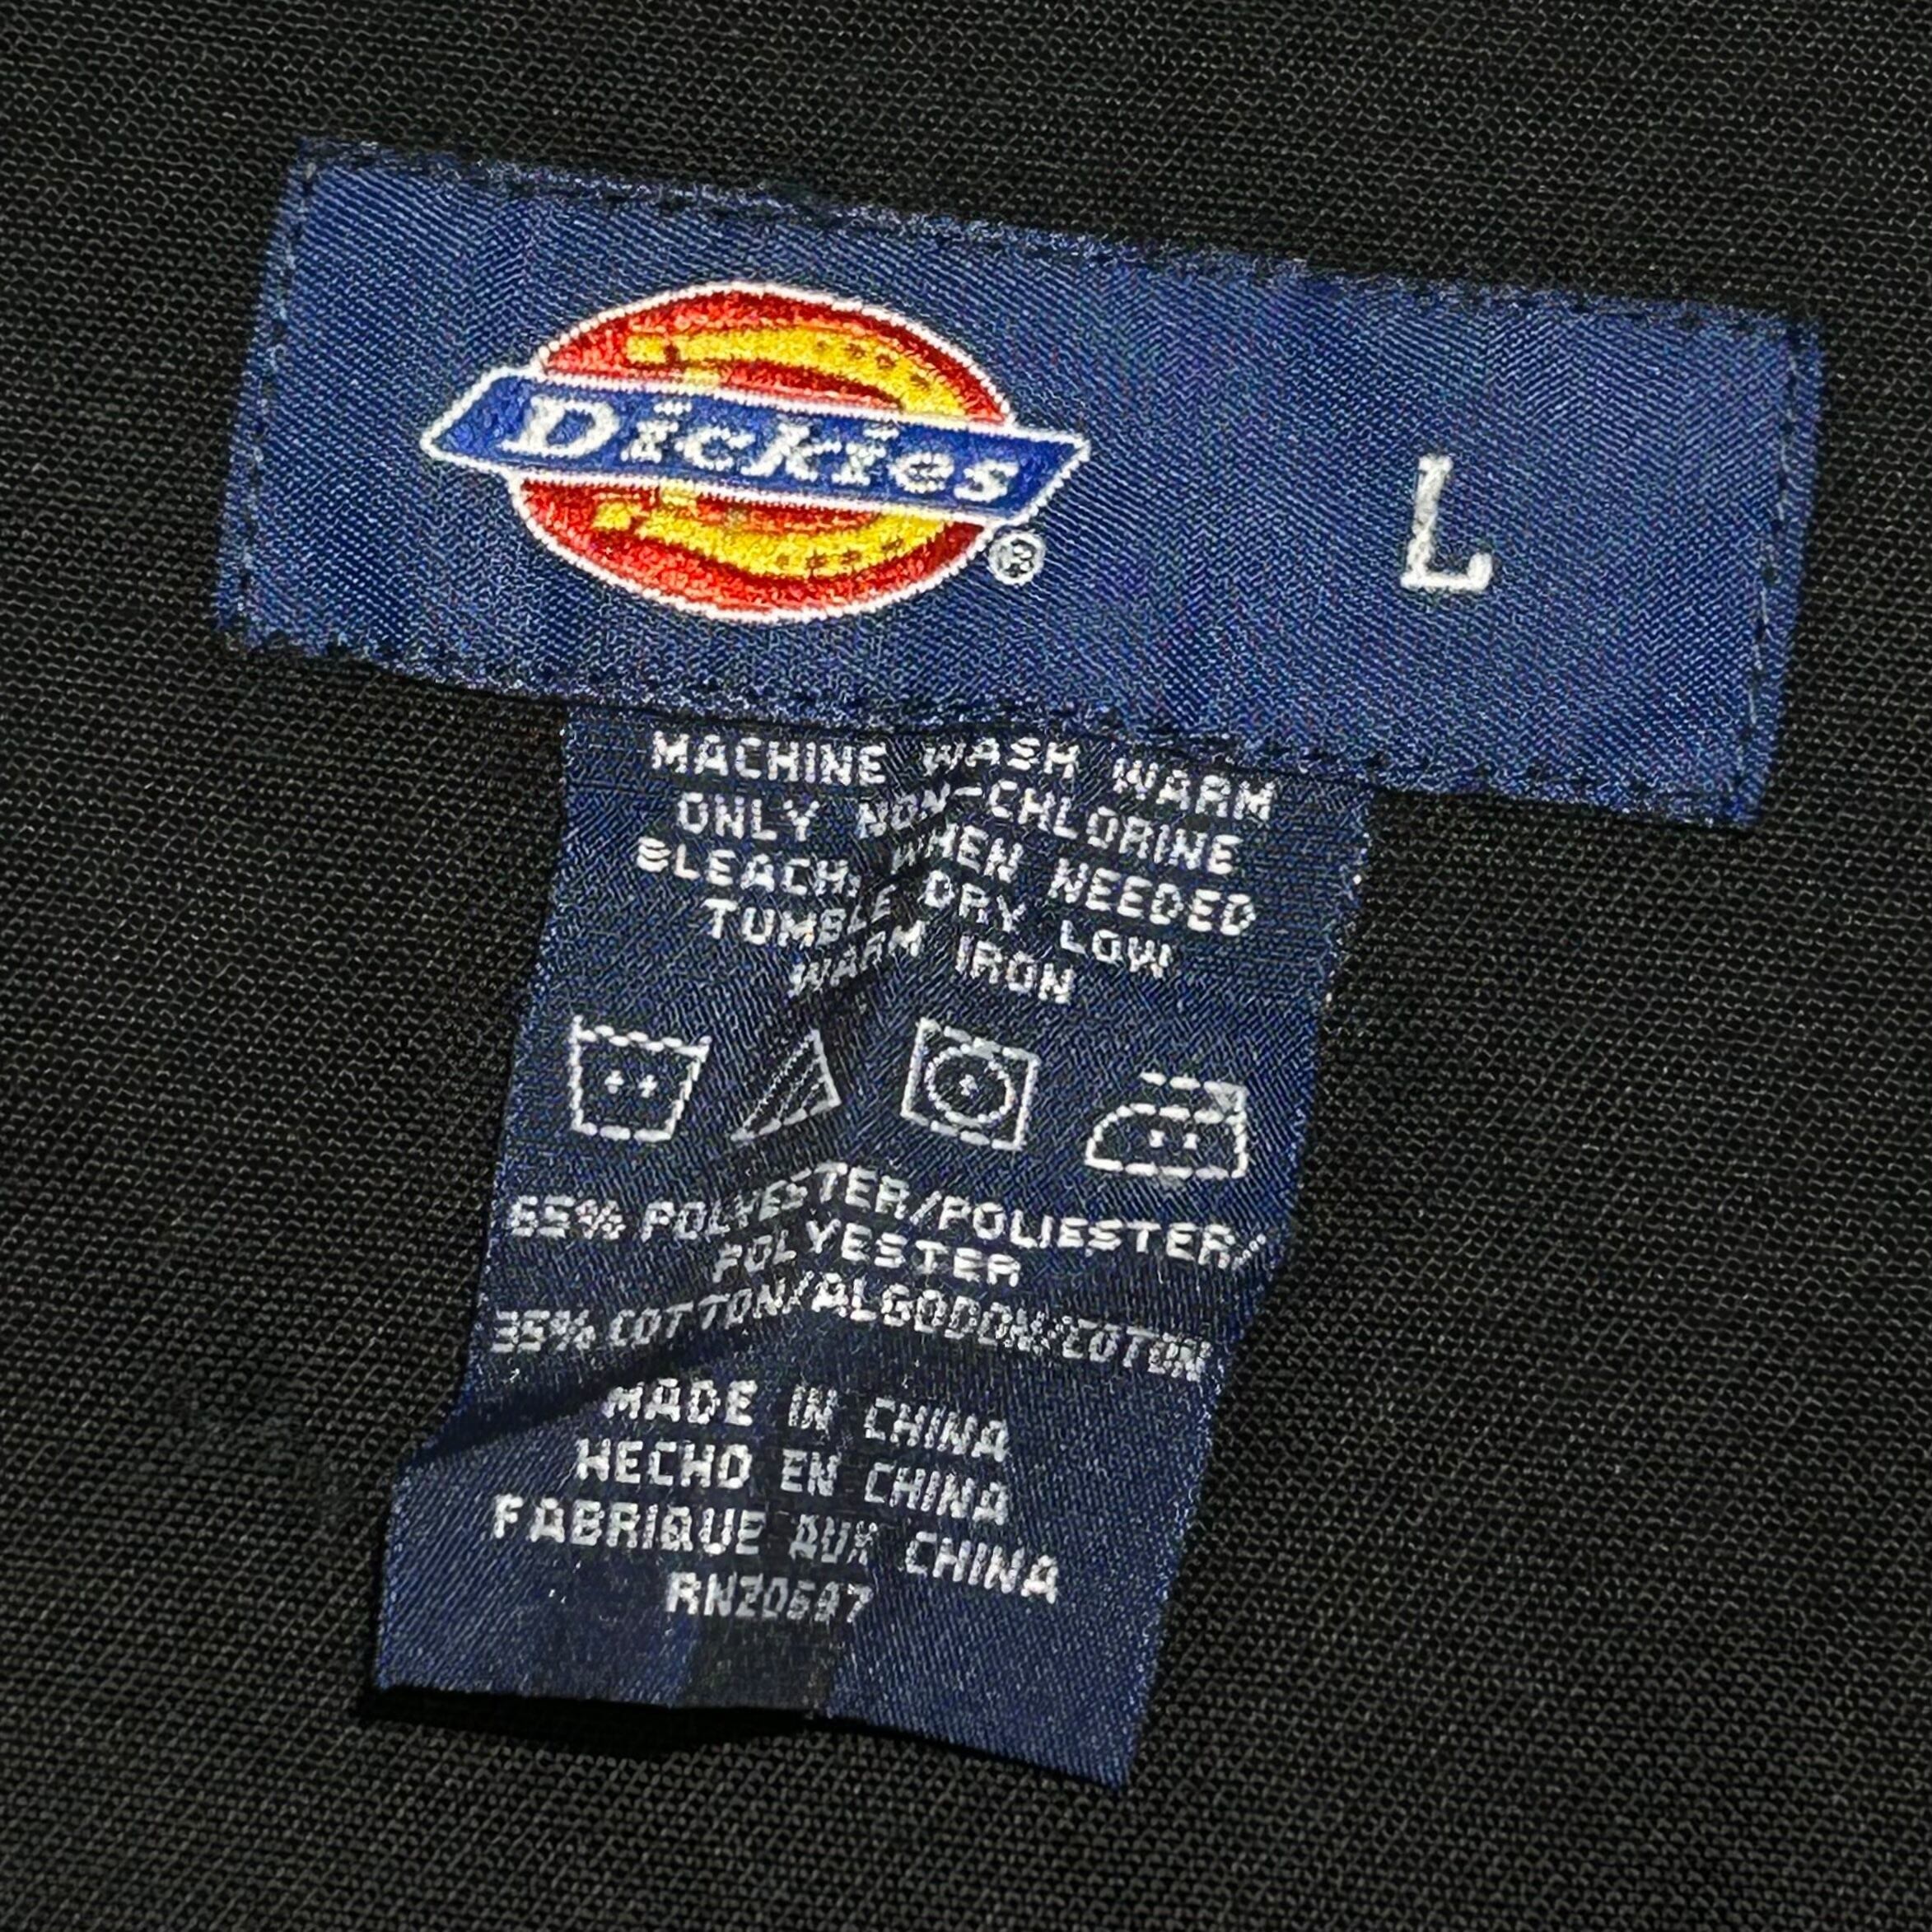 Dickies®
L
MACHINE WASH WARM
ONLY NON-CHLORINE
BLEACH, WHEN NEEDED
TUMBLE DRY LOW
WARM IRON
65% POLYESTER/POLIESTER/
POLYESTER
35% COTTON/ALGODON/COTON
MADE IN CHINA
HECHO EN CHINA
FABRIQUE AUX CHINA
RN20697